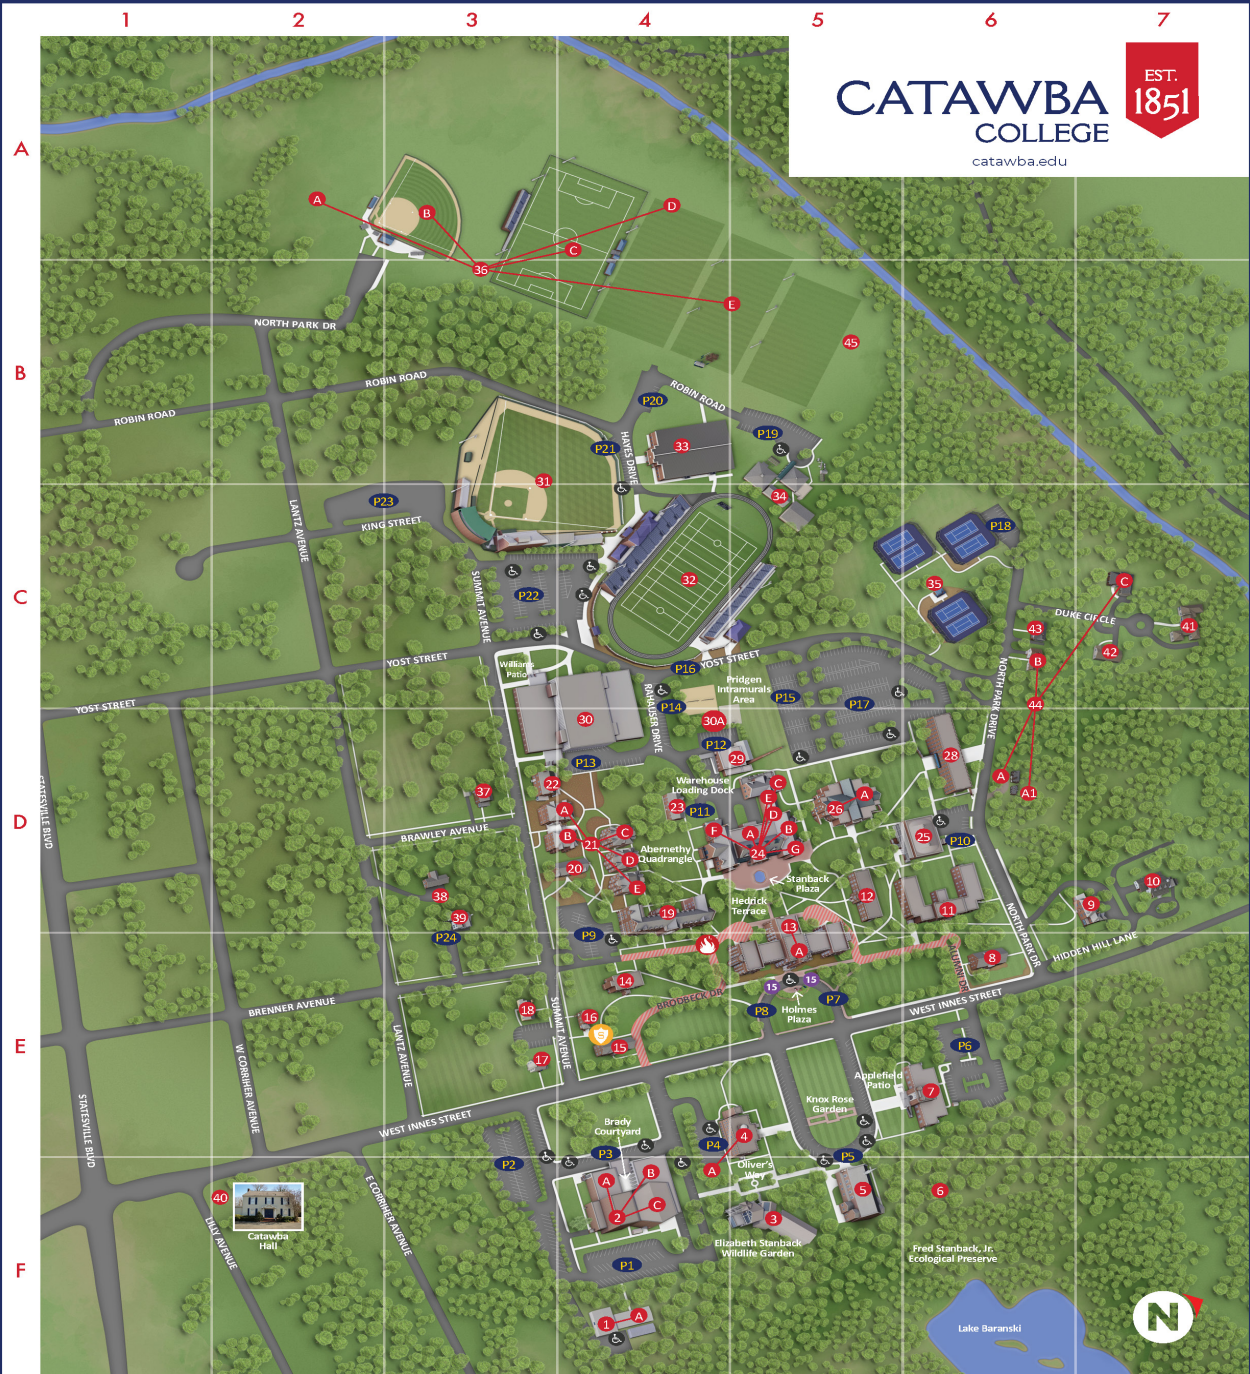 1 2 3 4 5 6 7
CATAWBA
COLLEGE
catawba.edu
EST.
1851
A
A
B
D
C
36
E
45
NORTH PARK DR
B
ROBIN ROAD
ROBIN ROAD
ROBIN ROAD
P20
P19
P21
HAYES DRIVE
33
31
34
P23
KING STREET
LANTZ AVENUE
P18
C
32
35
C
P22
SUMMIT AVENUE
DUKE CIRCLE
43
41
42
B
YOST STREET
Williams
Patio
P16
YOST STREET
Pridgen
Intramurals
Area
P15
P17
P14
RAHAUSER DRIVE
NORTH PARK DRIVE
44
YOST STREET
30
30A
P12
29
28
P13
A
A1
STATESVILLE BLVD
37
22
Warehouse
Loading Dock
C
E
D
23
P11
A
26
D
BRAWLEY AVENUE
A
B
C
21
D
E
20
F
A
B
24
G
25
P10
Abernethy
Quadrangle
Stanback
Plaza
Hedrick
Terrace
38
39
P24
19
12
11
10
9
P9
13
A
NORTH PARK DR
HIDDEN HILL LANE
8
AUTUMN DR
14
BRODBECK DR
15
15
P7
P8
Holmes
Plaza
WEST INNES STREET
BRENNER AVENUE
18
SUMMIT AVENUE
16
15
17
E
LANTZ AVENUE
W CORRIHER AVENUE
STATESVILLE BLVD
P6
Applefield
Patio
7
Knox Rose
Garden
WEST INNES STREET
Brady
Courtyard
P2
P3
P4
4
A
P5
Oliver's
Way
40
Catawba
Hall
LILLY AVENUE
E CORRIHER AVENUE
A
B
C
2
3
5
6
Elizabeth Stanback
Wildlife Garden
Fred Stanback, Jr.
Ecological Preserve
F
P1
1
A
Lake Baranski
N